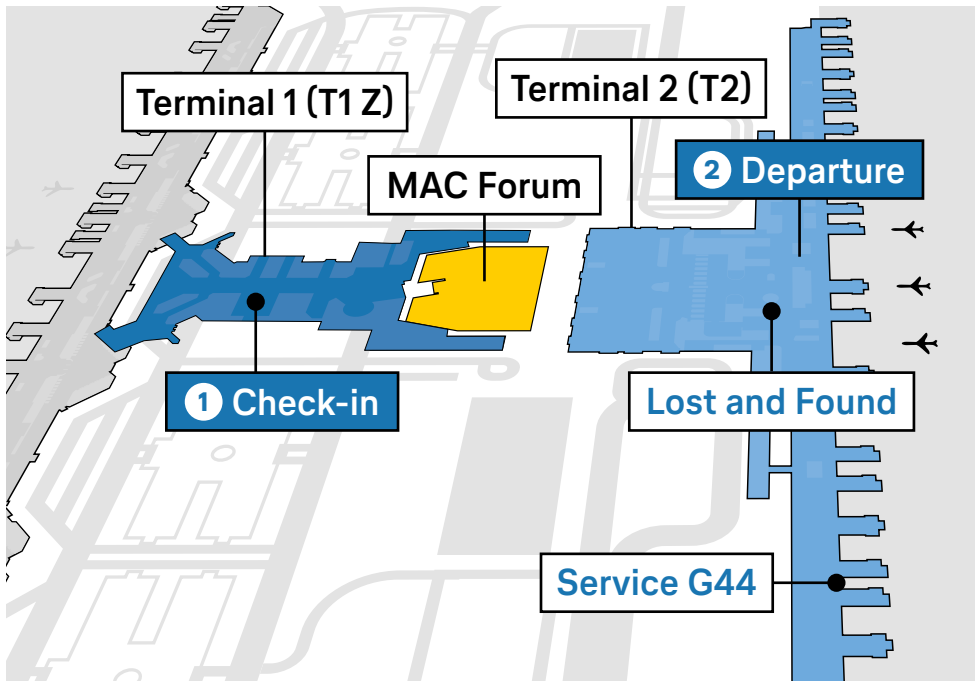 Terminal 1 (T1 Z)
Terminal 2 (T2)
MAC Forum
2 Departure
1 Check-in
Lost and Found
Service G44